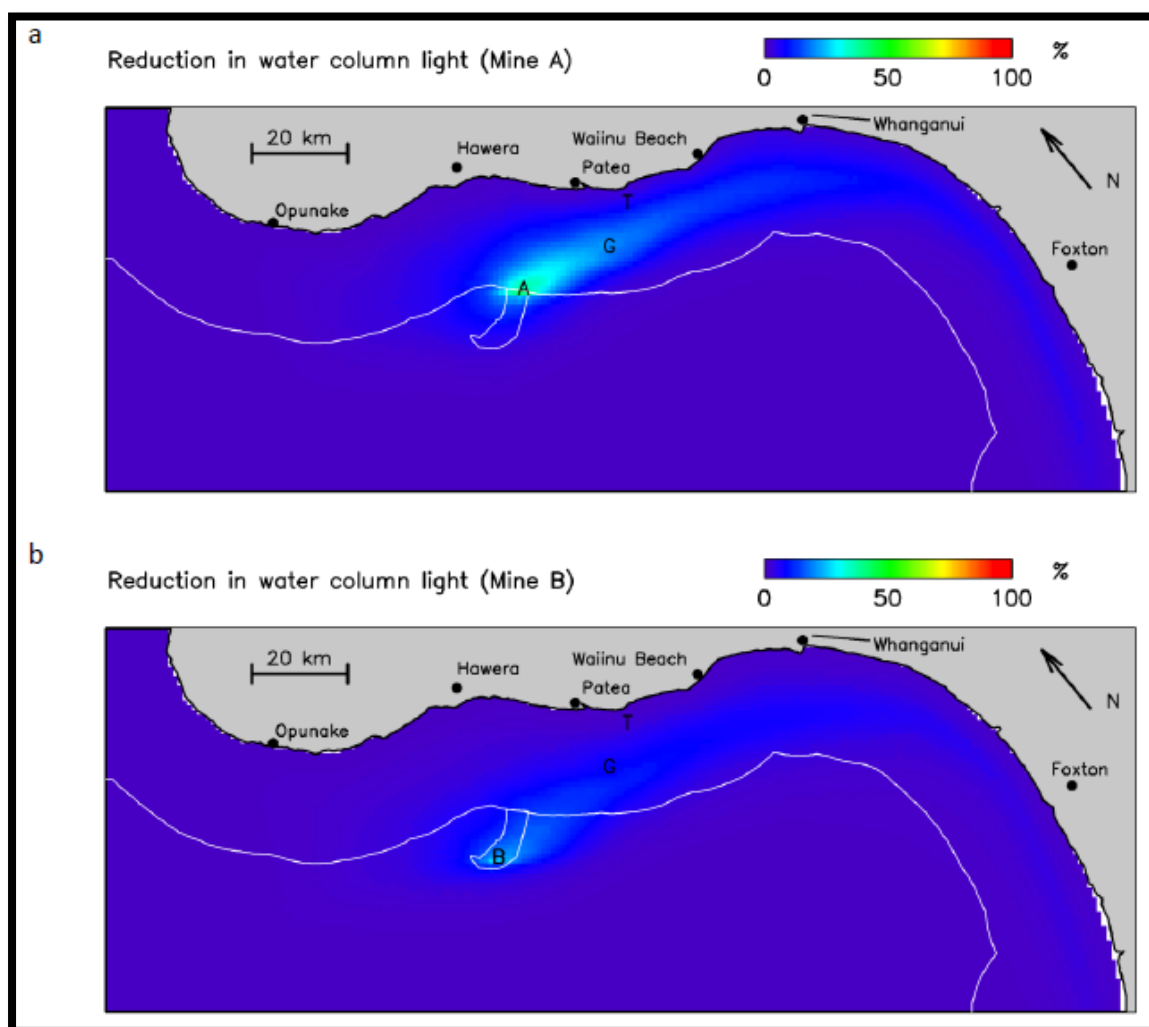 a
Reduction in water column light (Mine A)
%
0 50 100
Whanganui
20 km
Waiinu Beach
Hawera
Patea
N
T
Opunake
G
Foxton
A
b
Reduction in water column light (Mine B)
%
0 50 100
Whanganui
20 km
Waiinu Beach
Hawera
Patea
N
T
Opunake
G
Foxton
B